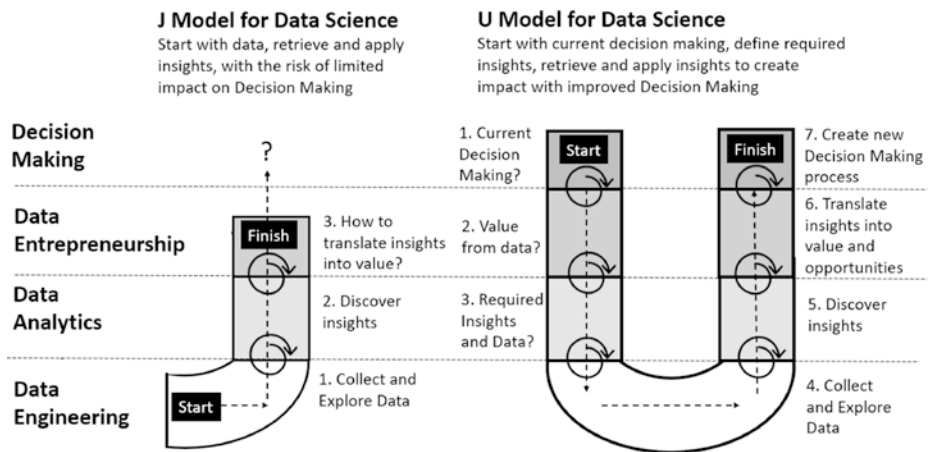 J Model for Data Science
Start with data, retrieve and apply
insights, with the risk of limited
impact on Decision Making
U Model for Data Science
Start with current decision making, define required
insights, retrieve and apply insights to create
impact with improved Decision Making
Decision
Making
?
1. Current
Decision
Making?
Start
Finish
7. Create new
Decision Making
process
Data
Entrepreneurship
Finish
3. How to
translate insights
into value?
2. Value
from data?
6. Translate
insights into
value and
opportunities
Data
Analytics
2. Discover
insights
3. Required
Insights
and Data?
5. Discover
insights
Data
Engineering
Start
1. Collect and
Explore Data
4. Collect
and Explore
Data